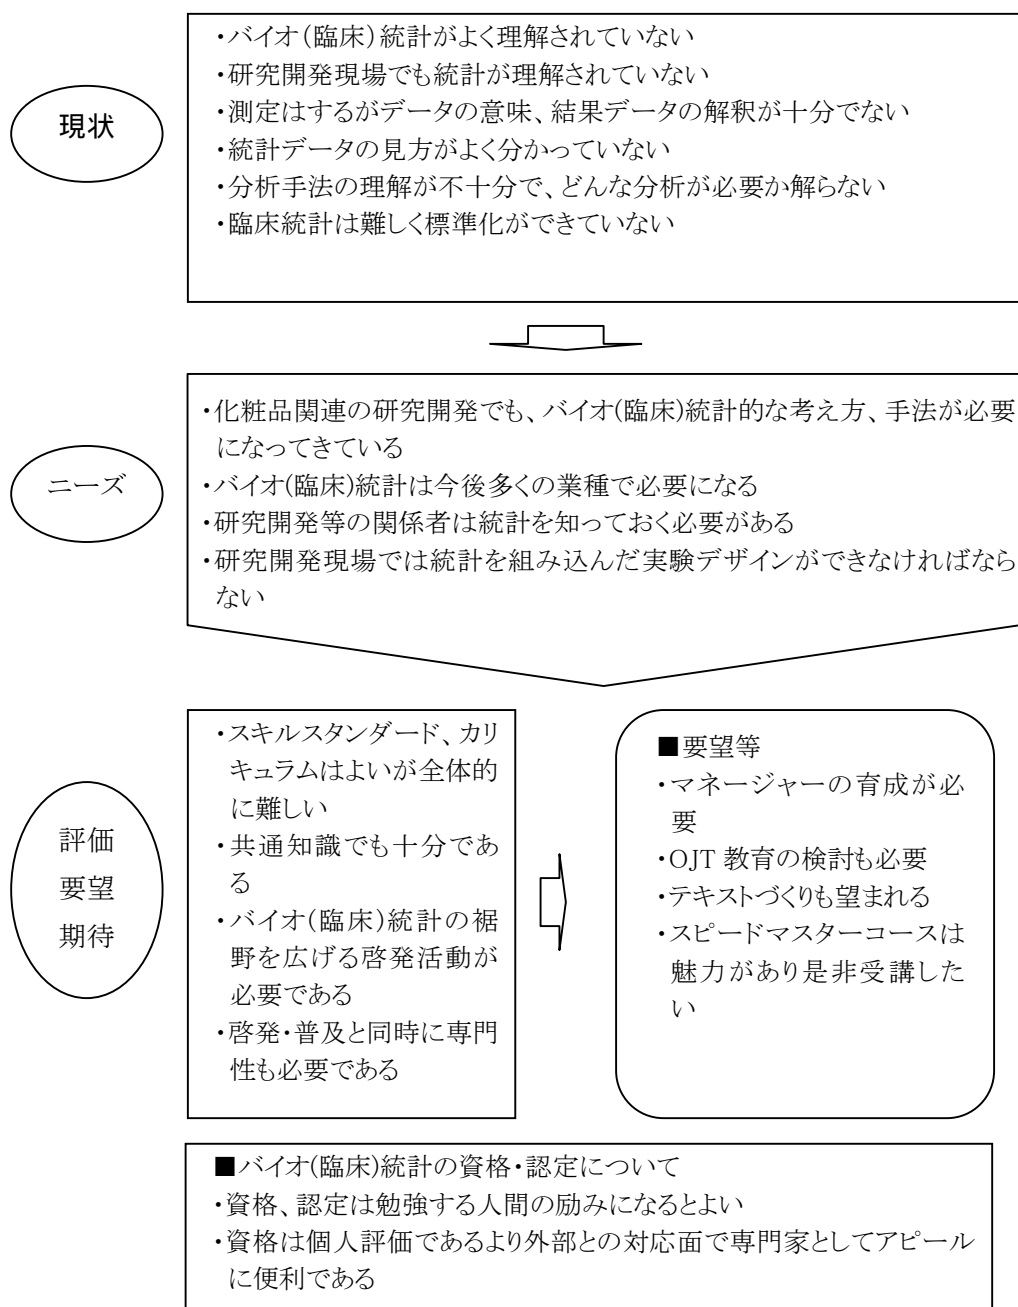 ・バイオ(臨床)統計がよく理解されていない
・研究開発現場でも統計が理解されていない
・測定はするがデータの意味、結果データの解釈が十分でない
・統計データの見方がよく分かっていない
・分析手法の理解が不十分で、どんな分析が必要か解らない
・臨床統計は難しく標準化ができていない
現状
・化粧品関連の研究開発でも、バイオ(臨床)統計的な考え方、手法が必要
になってきている
・バイオ(臨床)統計は今後多くの業種で必要になる
・研究開発等の関係者は統計を知っておく必要がある
・研究開発現場では統計を組み込んだ実験デザインができなければなら
ない
ニーズ
評価
要望
期待
・スキルスタンダード、カリ
キュラムはよいが全体的
に難しい
・共通知識でも十分であ
る
・バイオ(臨床)統計の裾
野を広げる啓発活動が
必要である
・啓発・普及と同時に専門
性も必要である
■要望等
・マネージャーの育成が必
要
・OJT 教育の検討も必要
・テキストづくりも望まれる
・スピードマスターコースは
魅力があり是非受講した
い
■バイオ(臨床)統計の資格・認定について
・資格、認定は勉強する人間の励みになるとよい
・資格は個人評価であるより外部との対応面で専門家としてアピール
に便利である